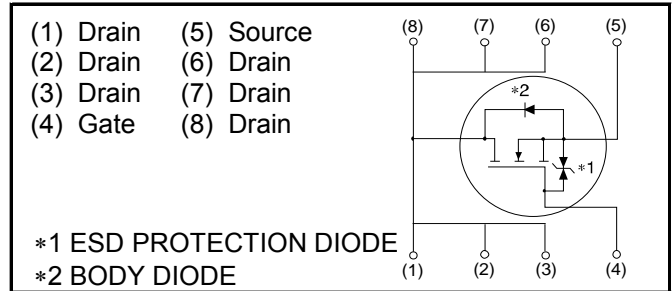 (1) Drain (5) Source
(2) Drain (6) Drain
(3) Drain (7) Drain
(4) Gate (8) Drain
(8) (7) (6) (5)
∗2
∗1
∗1 ESD PROTECTION DIODE
∗2 BODY DIODE
(1) (2) (3) (4)